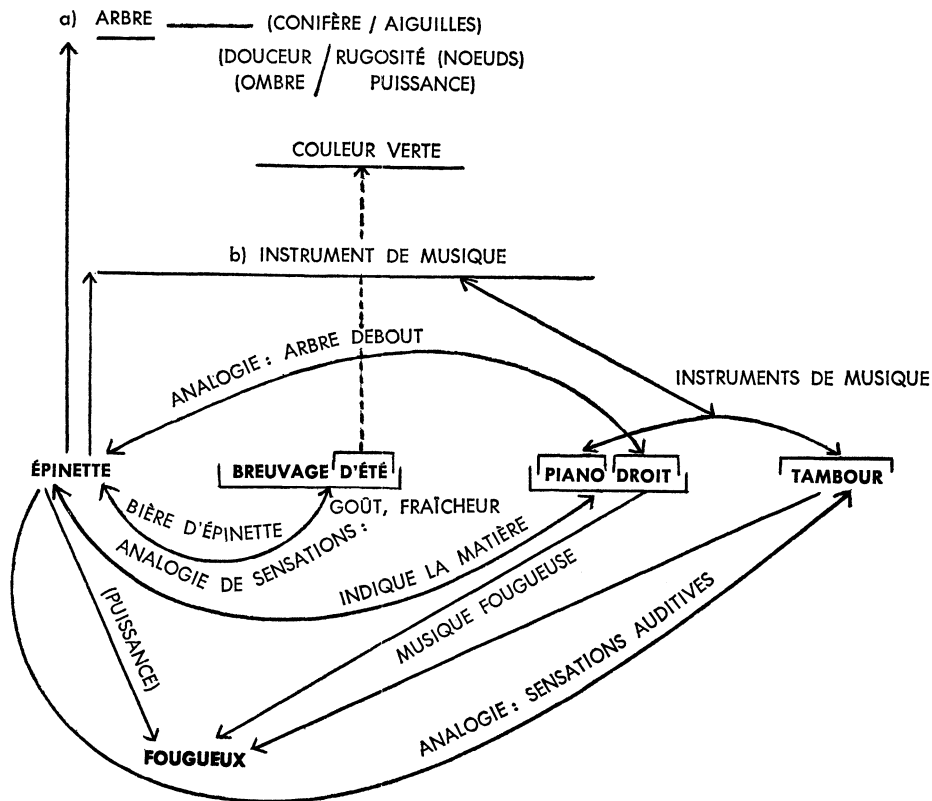 a) ARBRE (CONIFÈRE / AIGUILLES)
(DOUCEUR / RUGOSITÉ (NOEUDS)
(OMBRE / PUISSANCE)
COULEUR VERTE
b) INSTRUMENT DE MUSIQUE
ANALOGIE : ARBRE DEBOUT
INSTRUMENTS DE MUSIQUE
ÉPINETTE BREUVAGE D'ÉTÉ PIANO DROIT TAMBOUR
BIÈRE D'ÉPINETTE
GOÛT, FRAÎCHEUR
ANALOGIE DE SENSATIONS :
INDIQUE LA MATIÈRE
MUSIQUE FOUGUEUSE
(PUISSANCE)
ANALOGIE : SENSATIONS AUDITIVES
FOUGUEUX